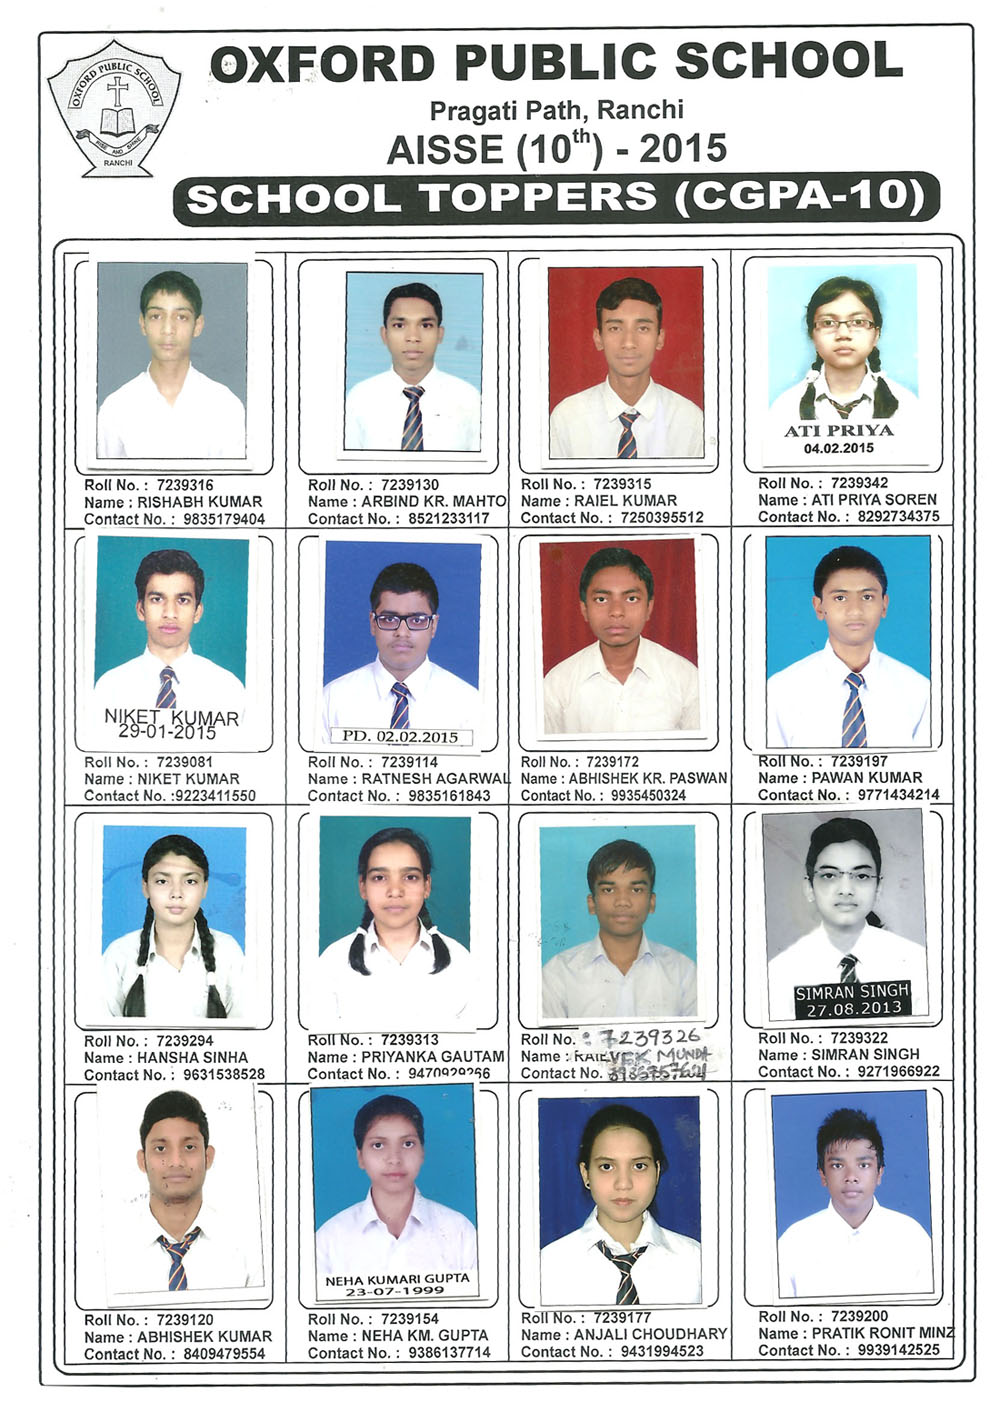 OXFORD PUBLIC SCHOOL
RISE AND SHINE
RANCHI
OXFORD PUBLIC SCHOOL
Pragati Path, Ranchi
AISSE (10th) - 2015
SCHOOL TOPPERS (CGPA-10)
ATI PRIYA
04.02.2015
Roll No. : 7239316
Name : RISHABH KUMAR
Contact No. : 9835179404
Roll No. : 7239130
Name : ARBIND KR. MAHTO
Contact No. : 8521233117
Roll No. : 7239315
Name : RAIEL KUMAR
Contact No. : 7250395512
Roll No. : 7239342
Name : ATI PRIYA SOREN
Contact No. : 8292734375
NIKET KUMAR
29-01-2015
PD. 02.02.2015
Roll No. : 7239081
Name : NIKET KUMAR
Contact No. :9223411550
Roll No. : 7239114
Name : RATNESH AGARWAL
Contact No. : 9835161843
Roll No. : 7239172
Name : ABHISHEK KR. PASWAN
Contact No. : 9935450324
Roll No. : 7239197
Name : PAWAN KUMAR
Contact No. : 9771434214
SIMRAN SINGH
27.08.2013
Roll No. : 7239294
Name : HANSHA SINHA
Contact No. : 9631538528
Roll No. : 7239313
Name : PRIYANKA GAUTAM
Contact No. : 9470929266
Roll No. : 7239326
Name : MUNDA
Contact No.
Roll No. : 7239322
Name : SIMRAN SINGH
Contact No. : 9271966922
NEHA KUMARI GUPTA
23-07-1999
Roll No. : 7239120
Name : ABHISHEK KUMAR
Contact No. : 8409479554
Roll No. : 7239154
Name : NEHA KM. GUPTA
Contact No. : 9386137714
Roll No. : 7239177
Name : ANJALI CHOUDHARY
Contact No. : 9431994523
Roll No. : 7239200
Name : PRATIK RONIT MINZ
Contact No. : 9939142525